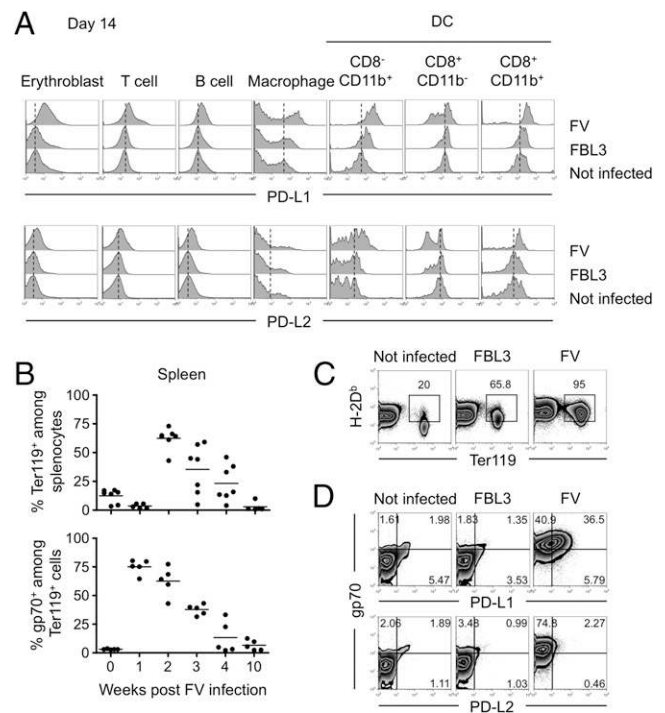 A Day 14
DC
Erythroblast T cell B cell Macrophage CD8- CD11b+ CD8+ CD11b- CD8+ CD11b+
FV
FBL3
Not infected
PD-L1
FV
FBL3
Not infected
PD-L2
B Spleen
% Ter119+ among splenocytes
100
75
50
25
0
% gp70+ among Ter119+ cells
100
75
50
25
0
0 1 2 3 4 10
Weeks post FV infection
C Not infected FBL3 FV
H-2Db
20 65.8 95
Ter119
D Not infected FBL3 FV
gp70
1.61 1.98 1.83 1.35 40.9 36.5
5.47 3.53 5.79
PD-L1
2.06 1.89 3.48 0.99 74.8 2.27
1.11 1.03 0.46
PD-L2